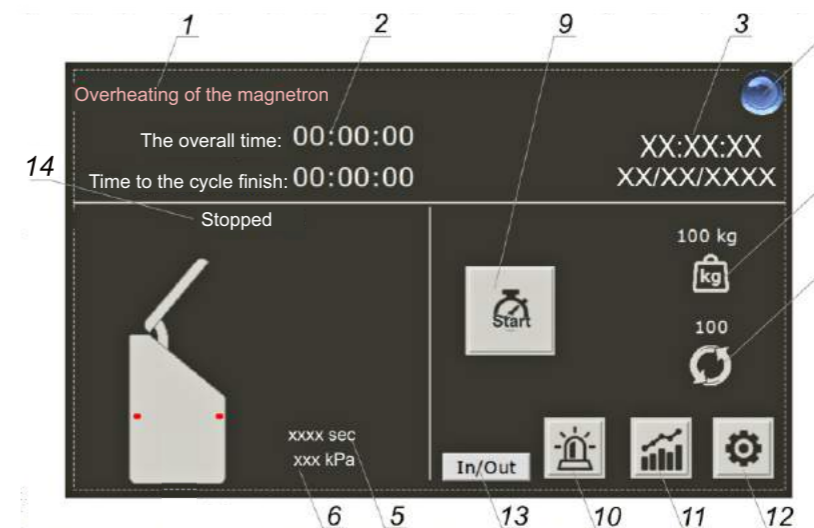 1 2 9 3
Overheating of the magnetron
The overall time: 00:00:00
XX:XX:XX
14
Time to the cycle finish: 00:00:00
XX/XX/XXXX
Stopped
100 kg
kg
Start
100
xxxx sec
xxx kPa
In/Out
6 5 13 10 11 12